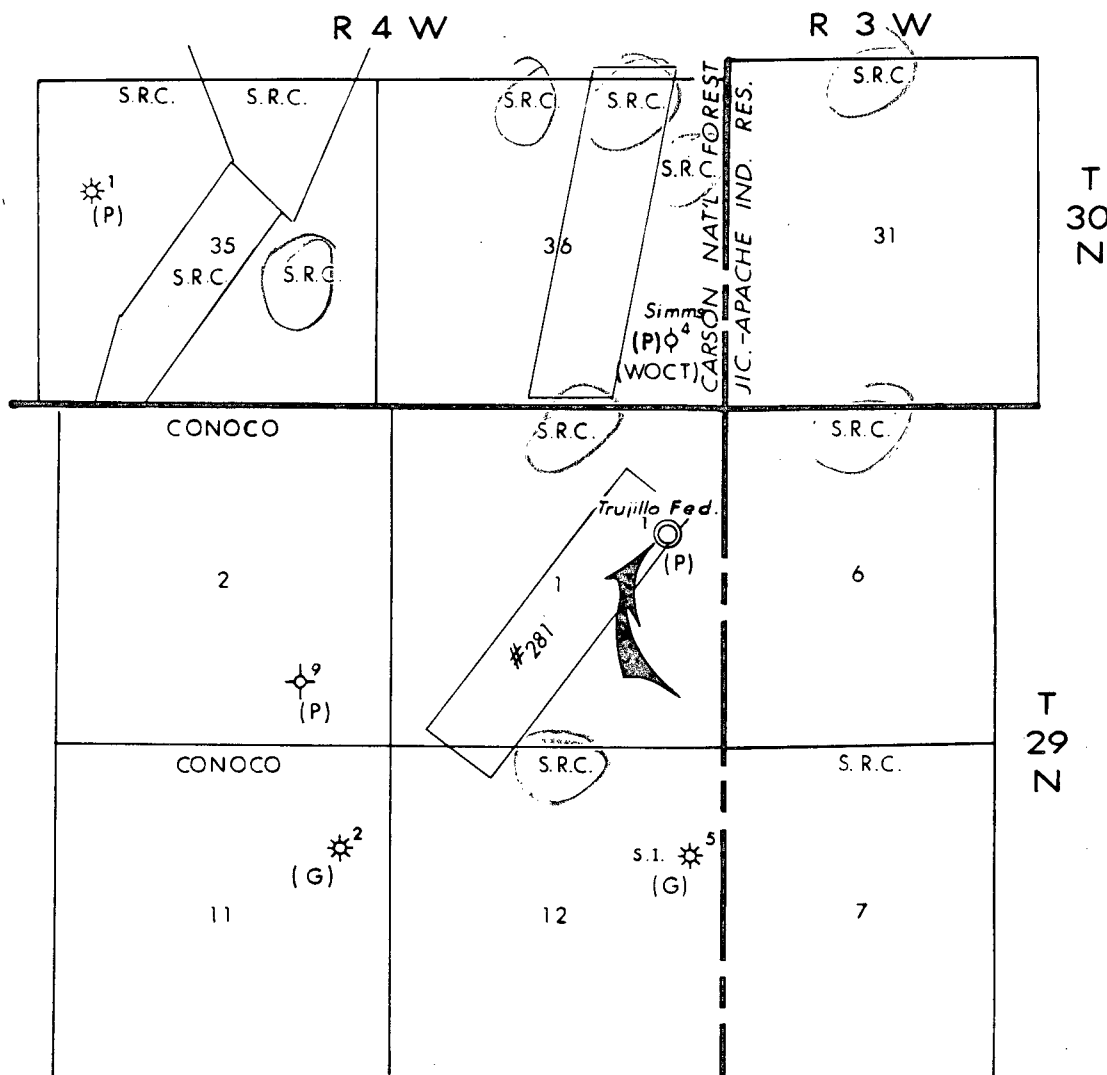 R 4 W
R 3 W
S.R.C.
S.R.C.
S.R.C.
S.R.C.
S.R.C.
CARSON NAT'L FOREST
JIC.-APACHE IND. RES.
S.R.C.
1
(P)
35
S.R.C.
S.R.C.
36
31
T
30
N
Simms
(P) 4
(WOCT)
CONOCO
S.R.C.
S.R.C.
Trujillo Fed.
1
(P)
2
1
6
#281
9
(P)
T
29
N
CONOCO
S.R.C.
S.R.C.
2
(G)
S.I. 5
(G)
11
12
7